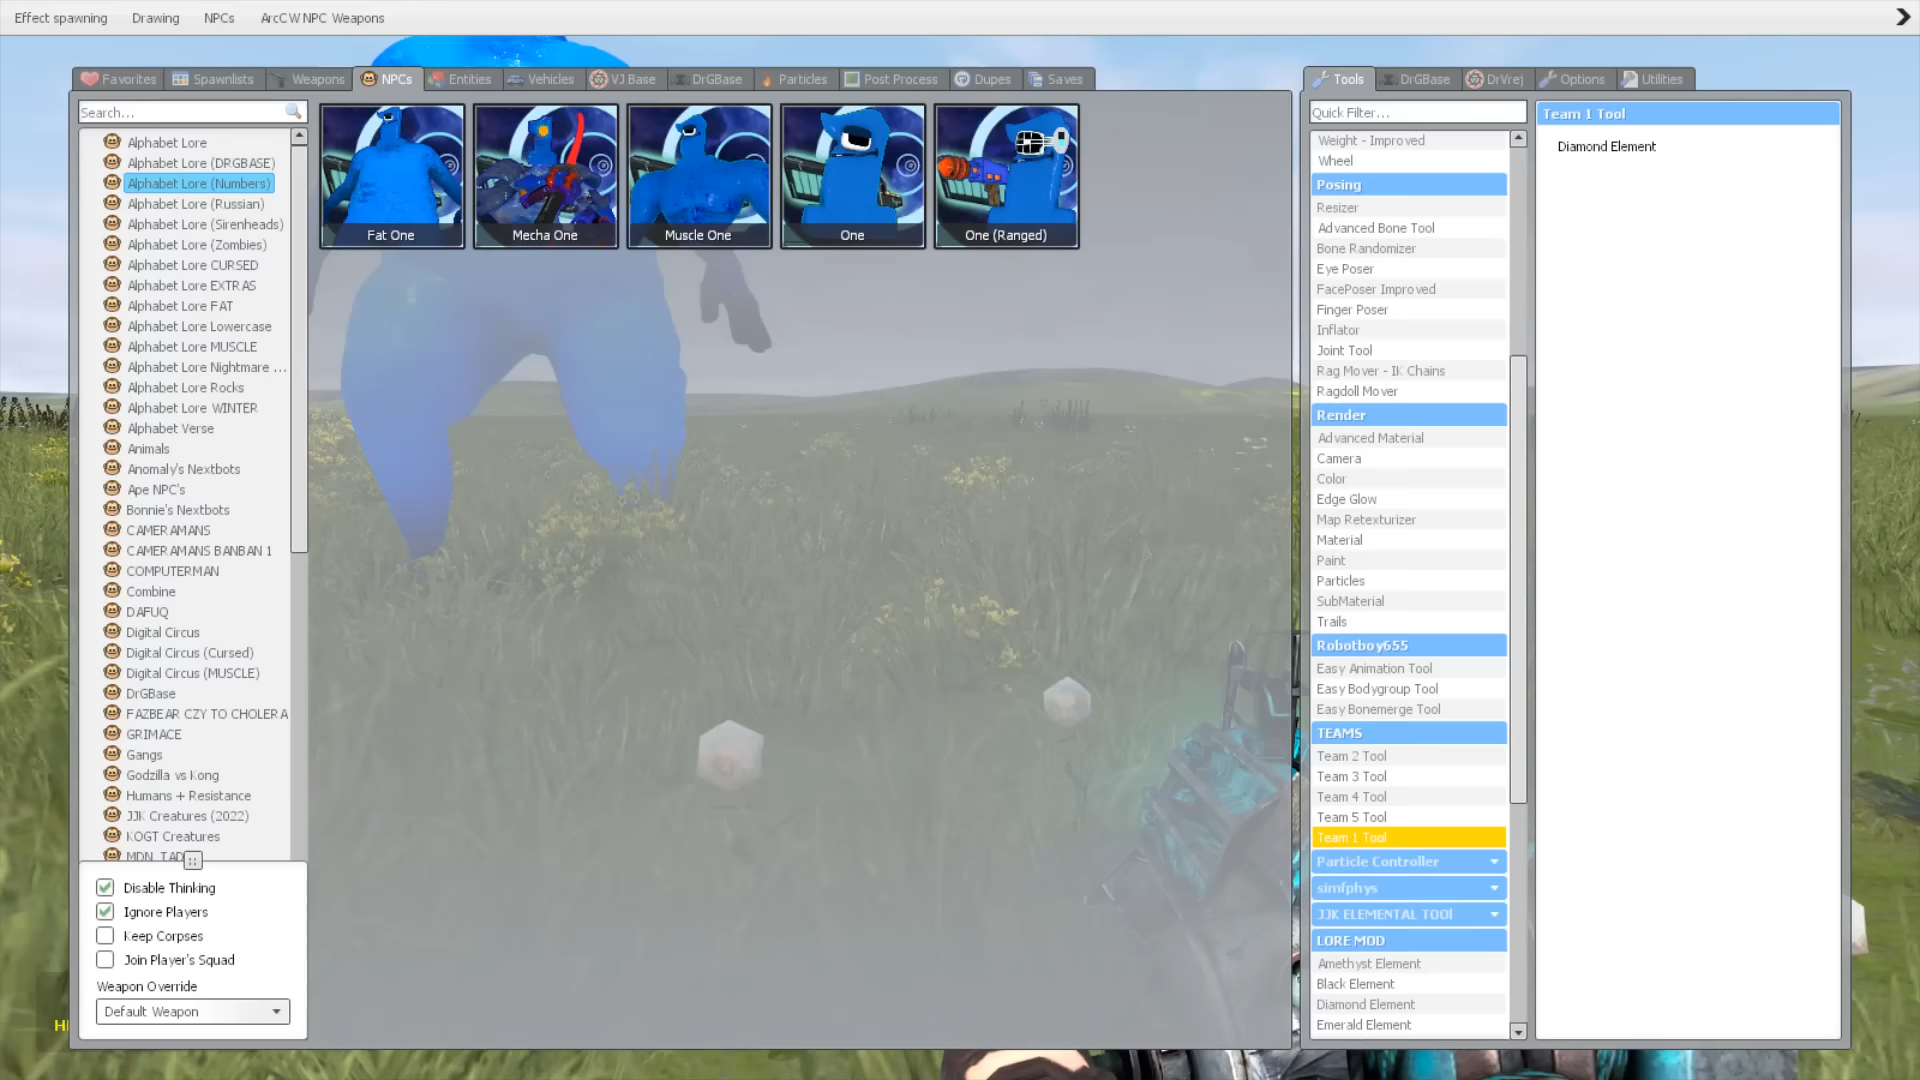 Effect spawning Drawing NPCs ArcCW NPC Weapons
Favorites Spawnlists Weapons NPCs Entities Vehicles VJ Base DrGBase Particles Post Process Dupes Saves
Search...
Alphabet Lore
Alphabet Lore (DRGBASE)
Alphabet Lore (Numbers)
Alphabet Lore (Russian)
Alphabet Lore (Sirenheads)
Alphabet Lore (Zombies)
Alphabet Lore CURSED
Alphabet Lore EXTRAS
Alphabet Lore FAT
Alphabet Lore Lowercase
Alphabet Lore MUSCLE
Alphabet Lore Nightmare ...
Alphabet Lore Rocks
Alphabet Lore WINTER
Alphabet Verse
Animals
Anomaly's Nextbots
Ape NPC's
Bonnie's Nextbots
CAMERAMANS
CAMERAMANS BANBAN 1
COMPUTERMAN
Combine
DAFUQ
Digital Circus
Digital Circus (Cursed)
Digital Circus (MUSCLE)
DrGBase
FAZBEAR CZY TO CHOLERA
GRIMACE
Gangs
Godzilla vs Kong
Humans + Resistance
JJK Creatures (2022)
KOGT Creatures
Disable Thinking
Ignore Players
Keep Corpses
Join Player's Squad
Weapon Override
Default Weapon
Fat One
Mecha One
Muscle One
One
One (Ranged)
Tools DrGBase DrVrej Options Utilities
Quick Filter...
Weight - Improved
Wheel
Posing
Resizer
Advanced Bone Tool
Bone Randomizer
Eye Poser
FacePoser Improved
Finger Poser
Inflator
Joint Tool
Rag Mover - IK Chains
Ragdoll Mover
Render
Advanced Material
Camera
Color
Edge Glow
Map Retexturizer
Material
Paint
Particles
SubMaterial
Trails
Robotboy655
Easy Animation Tool
Easy Bodygroup Tool
Easy Bonemerge Tool
TEAMS
Team 2 Tool
Team 3 Tool
Team 4 Tool
Team 5 Tool
Team 1 Tool
Particle Controller
simfphys
JJK ELEMENTAL TOOl
LORE MOD
Amethyst Element
Black Element
Diamond Element
Emerald Element
Team 1 Tool
Diamond Element